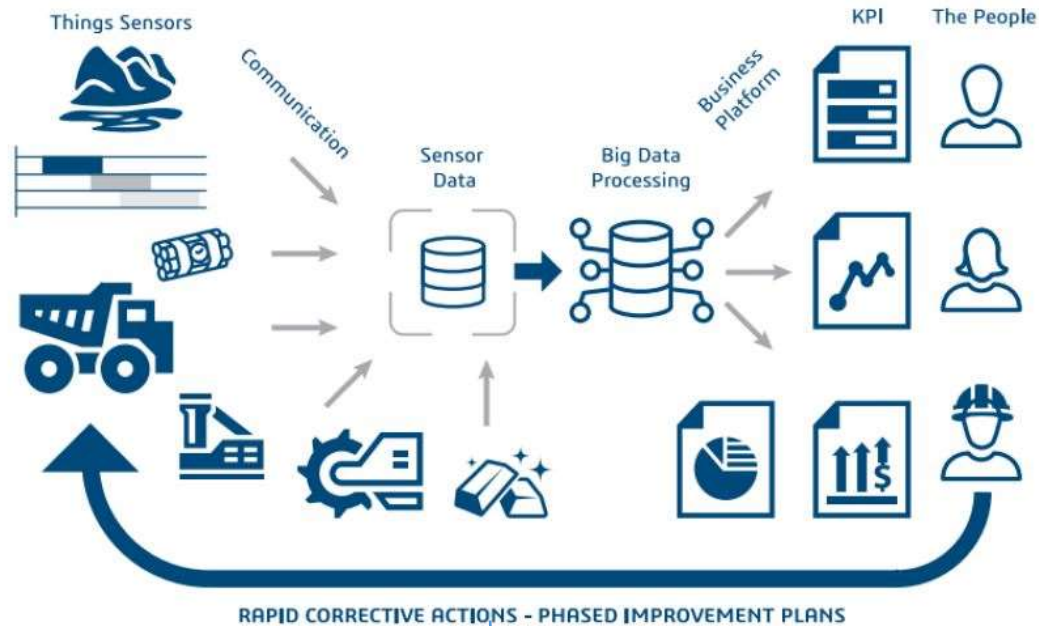 Things Sensors
Communication
Sensor
Data
Big Data
Processing
Business
Platform
KPI
The People
$
RAPID CORRECTIVE ACTIONS - PHASED IMPROVEMENT PLANS